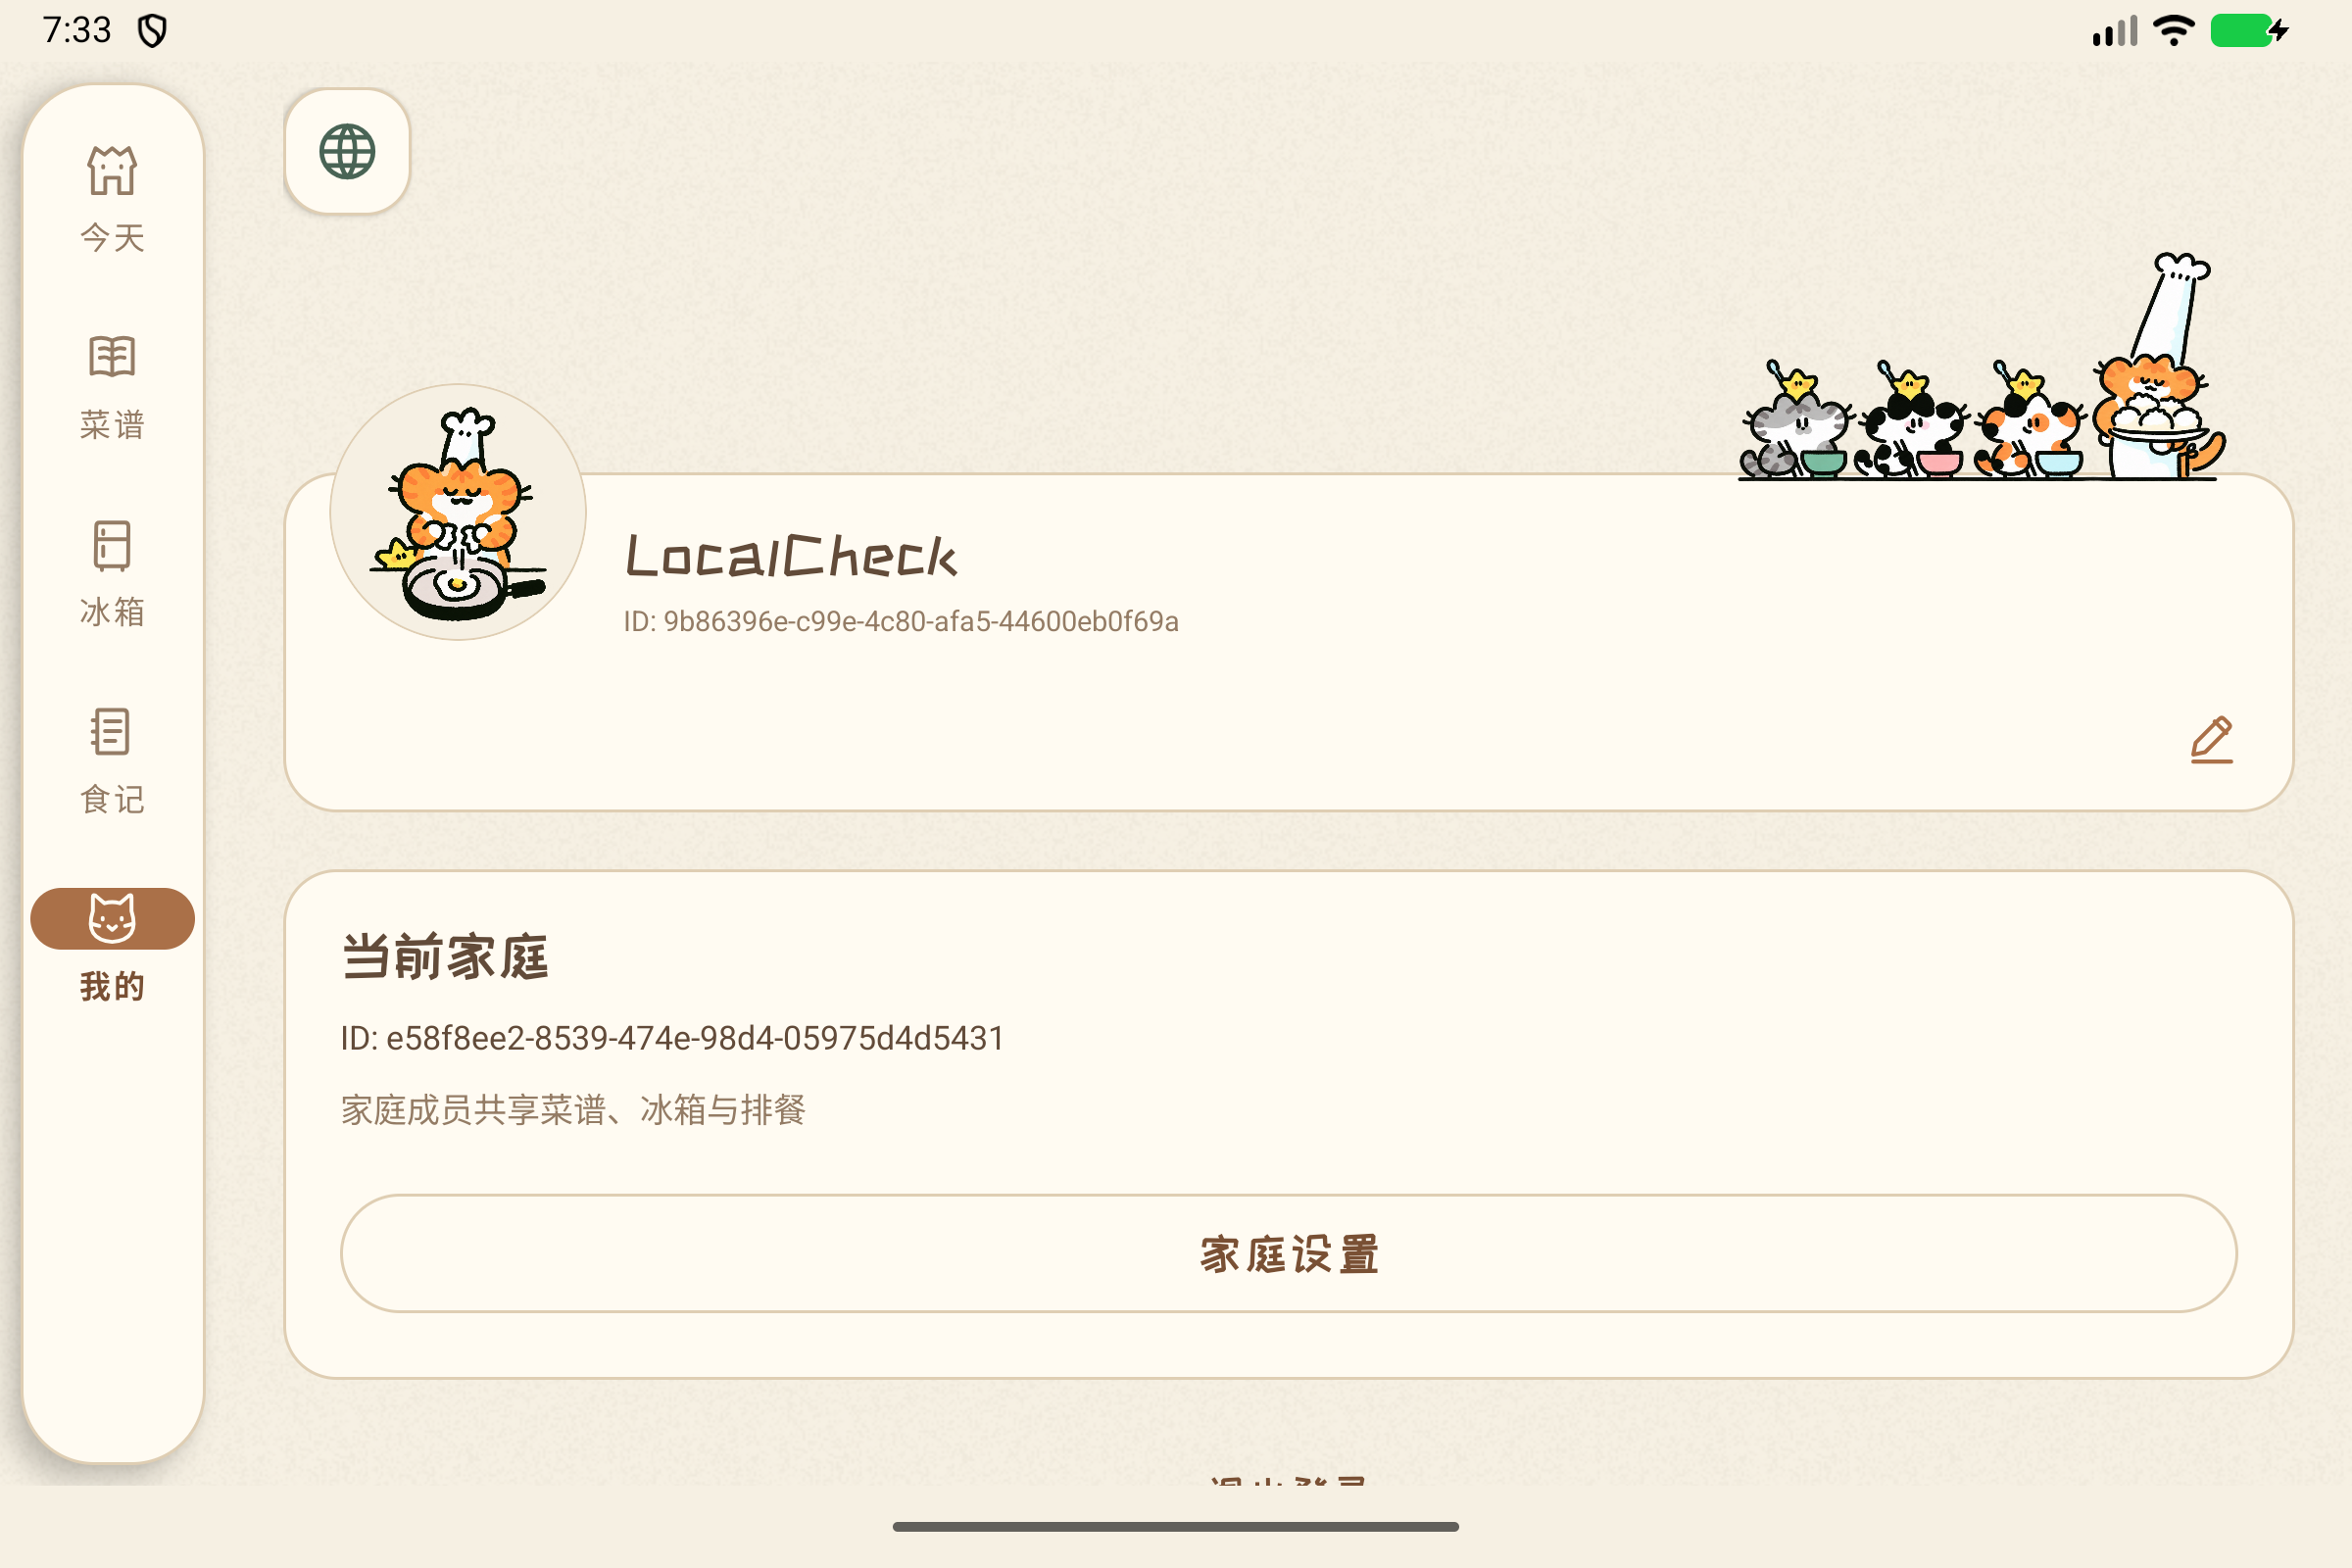 7:33
今天
菜谱
冰箱
食记
我的
LocalCheck
ID: 9b86396e-c99e-4c80-afa5-44600eb0f69a
当前家庭
ID: e58f8ee2-8539-474e-98d4-05975d4d5431
家庭成员共享菜谱、冰箱与排餐
家庭设置